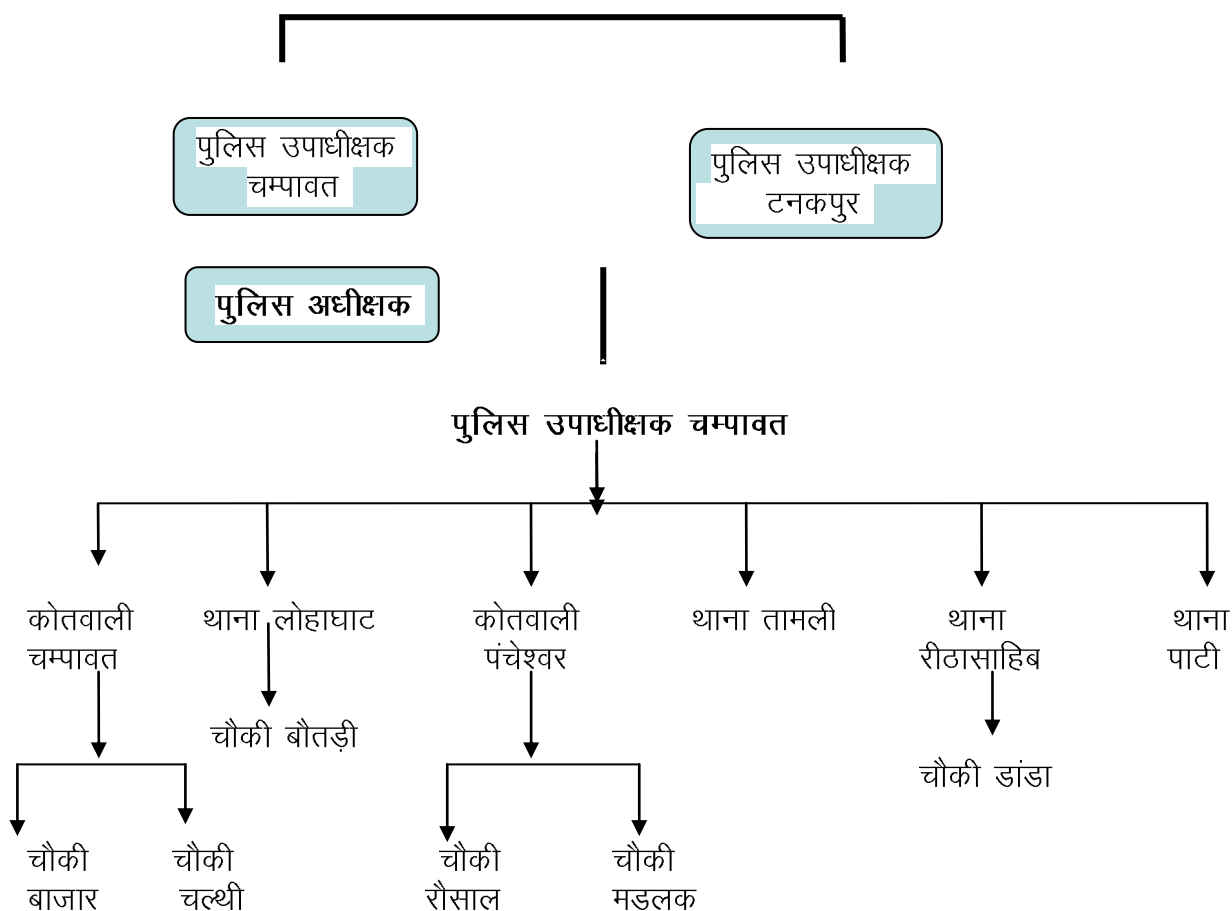 पुलिस उपाधीक्षक
चम्पावत
पुलिस उपाधीक्षक
टनकपुर
पुलिस अधीक्षक
पुलिस उपाधीक्षक चम्पावत
कोतवाली
चम्पावत
थाना लोहाघाट
कोतवाली
पंचेश्वर
थाना तामली
थाना
रीठासाहिब
थाना
पाटी
चौकी बौतड़ी
चौकी डांडा
चौकी
बाजार
चौकी
चल्थी
चौकी
रौसाल
चौकी
मडलक